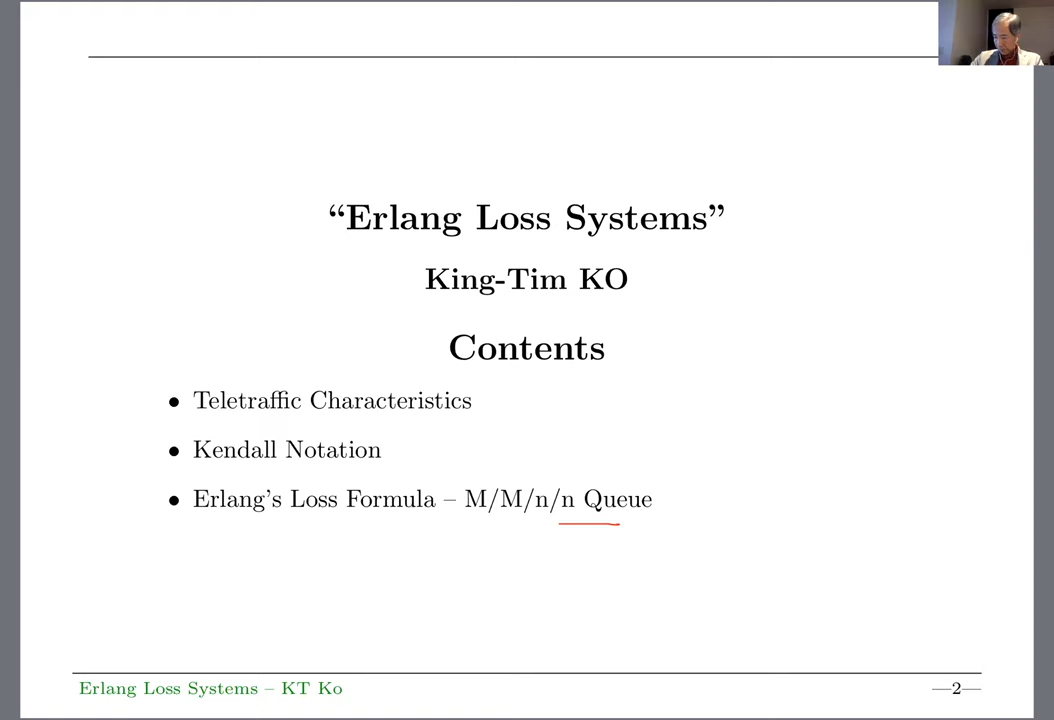 “Erlang Loss Systems”
King-Tim KO
Contents
• Teletraffic Characteristics
• Kendall Notation
• Erlang’s Loss Formula – M/M/n/n Queue
Erlang Loss Systems – KT Ko
—2—